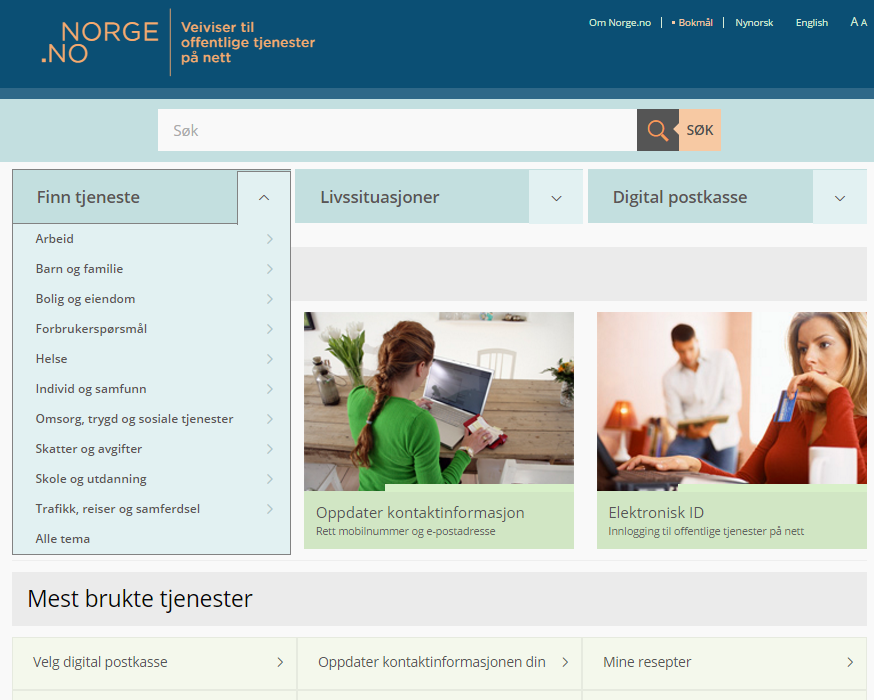 NORGE
.NO
Veiviser til
offentlige tjenester
på nett
Om Norge.no | ▪ Bokmål | Nynorsk English A A
Søk
SØK
Finn tjeneste
Arbeid
Barn og familie
Bolig og eiendom
Forbrukerspørsmål
Helse
Individ og samfunn
Omsorg, trygd og sosiale tjenester
Skatter og avgifter
Skole og utdanning
Trafikk, reiser og samferdsel
Alle tema
Livssituasjoner
Digital postkasse
Oppdater kontaktinformasjon
Rett mobilnummer og e-postadresse
Elektronisk ID
Innlogging til offentlige tjenester på nett
Mest brukte tjenester
Velg digital postkasse
Oppdater kontaktinformasjonen din
Mine resepter